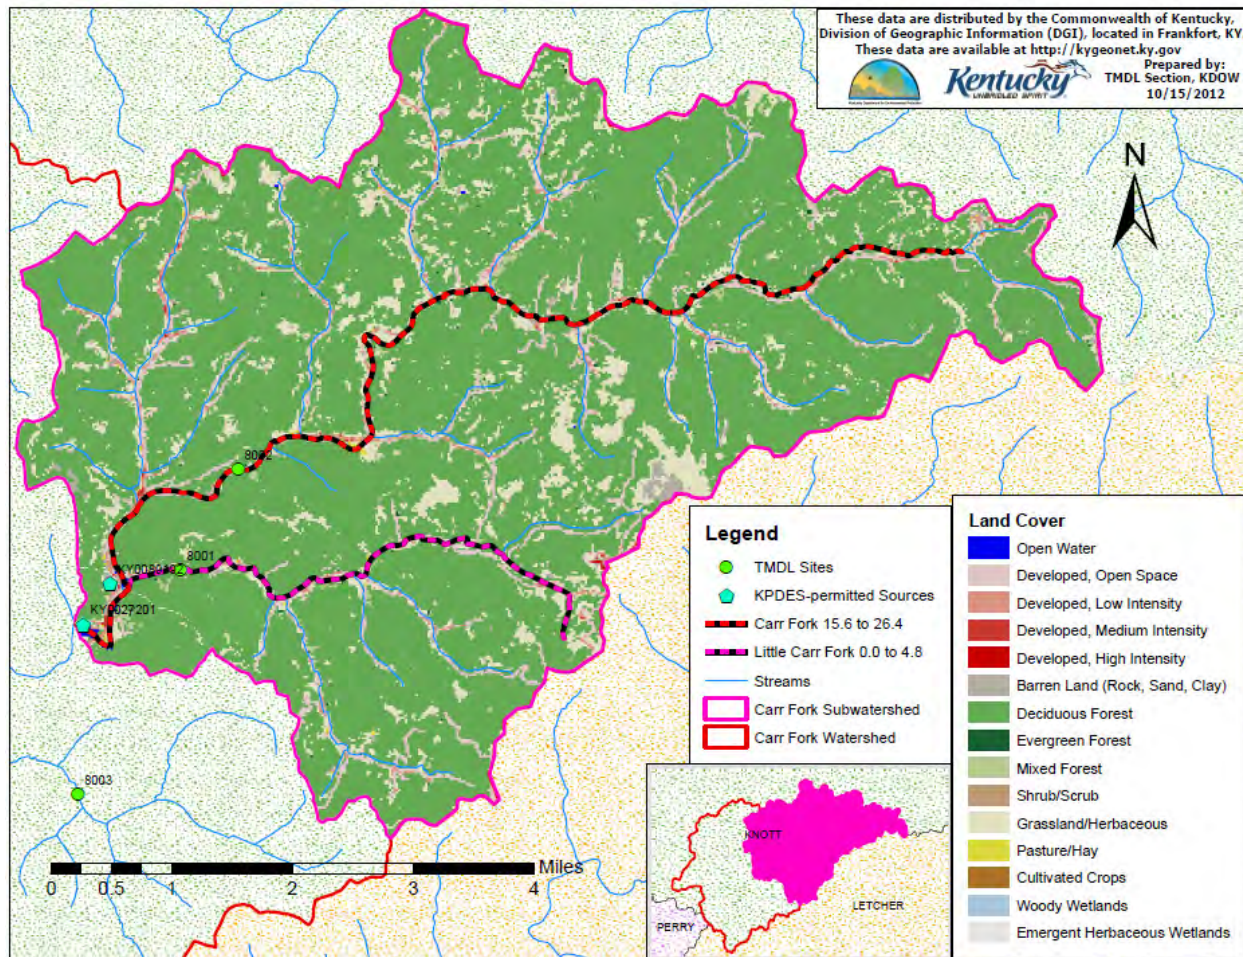 These data are distributed by the Commonwealth of Kentucky,
Division of Geographic Information (DGI), located in Frankfort, KY.
These data are available at http://kygeonet.ky.gov
Prepared by:
TMDL Section, KDOW
10/15/2012
Kentucky
UNBRIDLED SPIRIT
N
8002
8001
KY0027201
8003
0 0.5 1 2 3 4 Miles
Legend
TMDL Sites
KPDES-permitted Sources
Carr Fork 15.6 to 26.4
Little Carr Fork 0.0 to 4.8
Streams
Carr Fork Subwatershed
Carr Fork Watershed
KNOTT
LETCHER
PERRY
Land Cover
Open Water
Developed, Open Space
Developed, Low Intensity
Developed, Medium Intensity
Developed, High Intensity
Barren Land (Rock, Sand, Clay)
Deciduous Forest
Evergreen Forest
Mixed Forest
Shrub/Scrub
Grassland/Herbaceous
Pasture/Hay
Cultivated Crops
Woody Wetlands
Emergent Herbaceous Wetlands